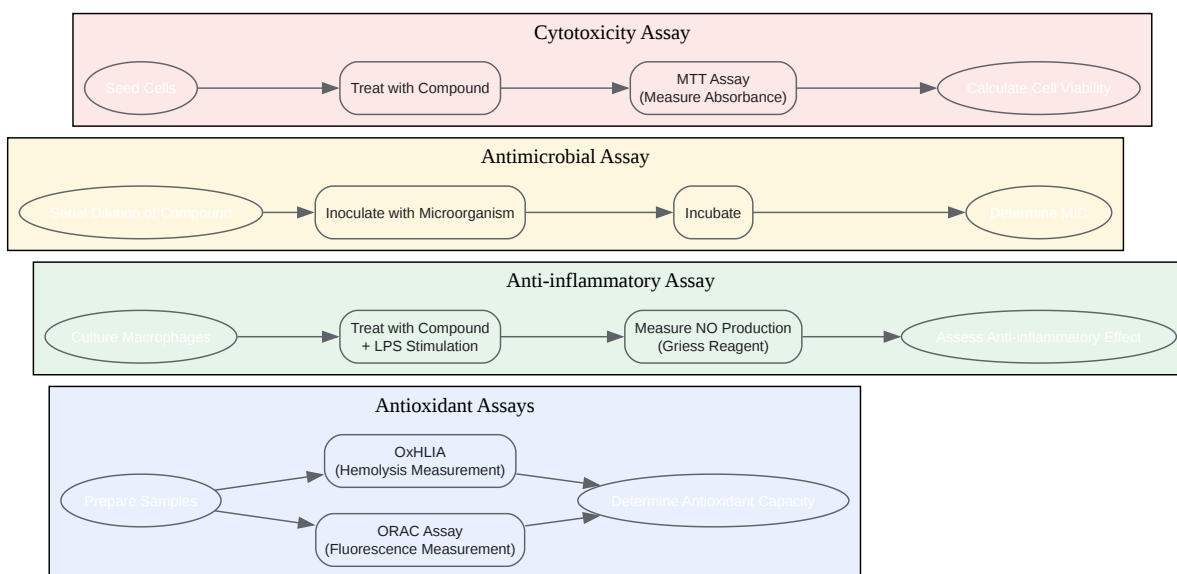 Cytotoxicity Assay
Seed Cells
Treat with Compound
MTT Assay
(Measure Absorbance)
Calculate Cell Viability
Antimicrobial Assay
Serial Dilution of Compound
Inoculate with Microorganism
Incubate
Determine MIC
Anti-inflammatory Assay
Culture Macrophages
Treat with Compound
+ LPS Stimulation
Measure NO Production
(Griess Reagent)
Assess Anti-inflammatory Effect
Antioxidant Assays
Prepare Samples
OxHLIA
(Hemolysis Measurement)
ORAC Assay
(Fluorescence Measurement)
Determine Antioxidant Capacity